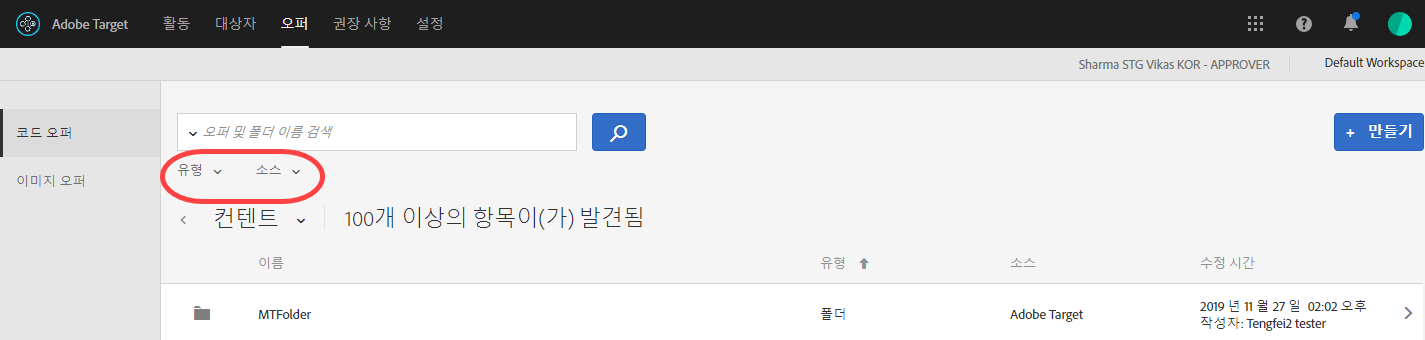 Adobe Target 활동 대상자 오퍼 권장 사항 설정
Sharma STG Vikas KOR - APPROVER Default Workspace
코드 오퍼
이미지 오퍼
오퍼 및 폴더 이름 검색
+ 만들기
유형 소스
컨텐트 100개 이상의 항목이(가) 발견됨
이름 유형 소스 수정 시간
MTFolder 폴더 Adobe Target 2019 년 11 월 27 일 02:02 오후
작성자: Tengfei2 tester